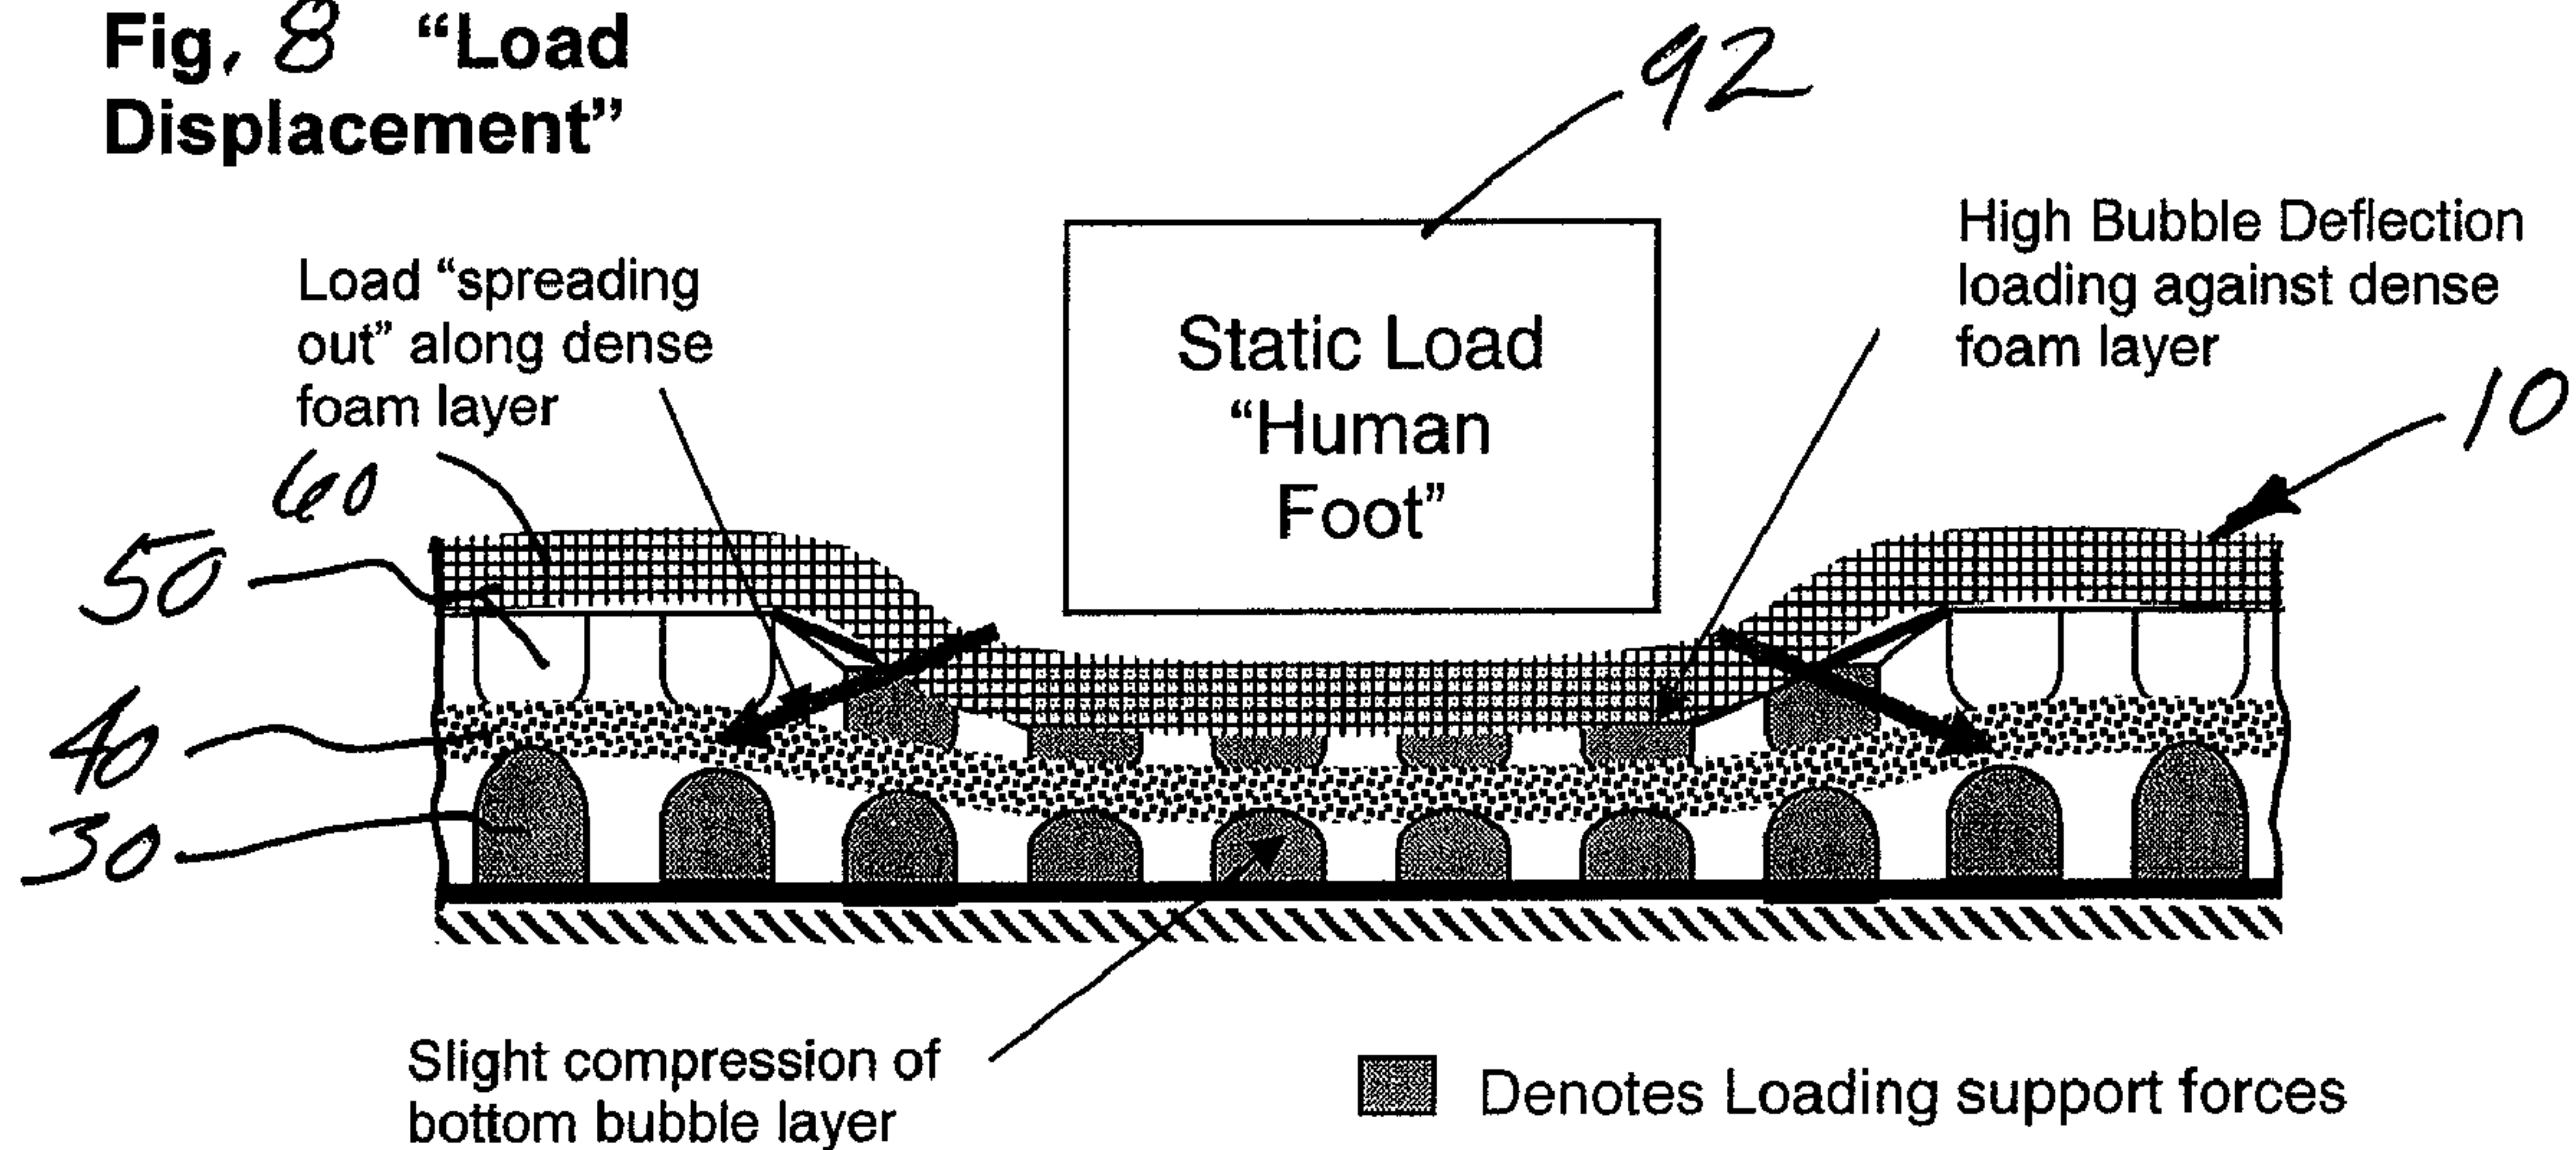 Fig. 8 “Load
Displacement”
92
Load “spreading
out” along dense
foam layer
High Bubble Deflection
loading against dense
foam layer
Static Load
“Human
Foot”
10
60
50
40
30
Slight compression of
bottom bubble layer
Denotes Loading support forces